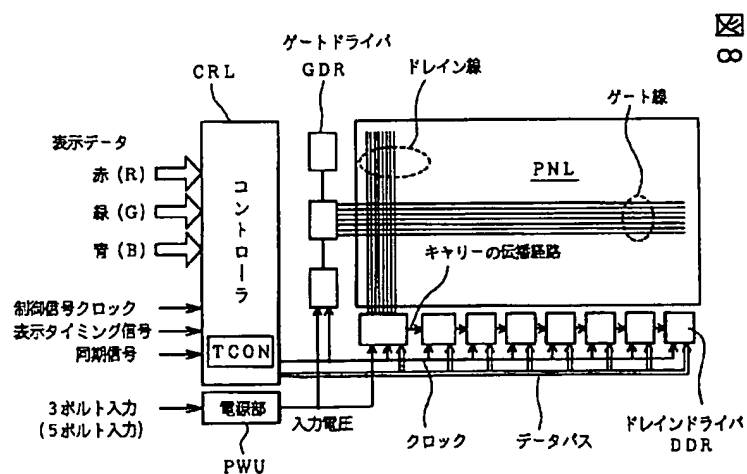 図 8
ゲートドライバ
GDR
CRL
ドレイン線
ゲート線
表示データ
赤 (R)
緑 (G)
青 (B)
コントローラ
PNL
キャリーの伝播経路
制御信号クロック
表示タイミング信号
同期信号
TCON
3ボルト入力
(5ボルト入力)
電源部
PWU
入力電圧
クロック
データバス
ドレインドライバ
DDR